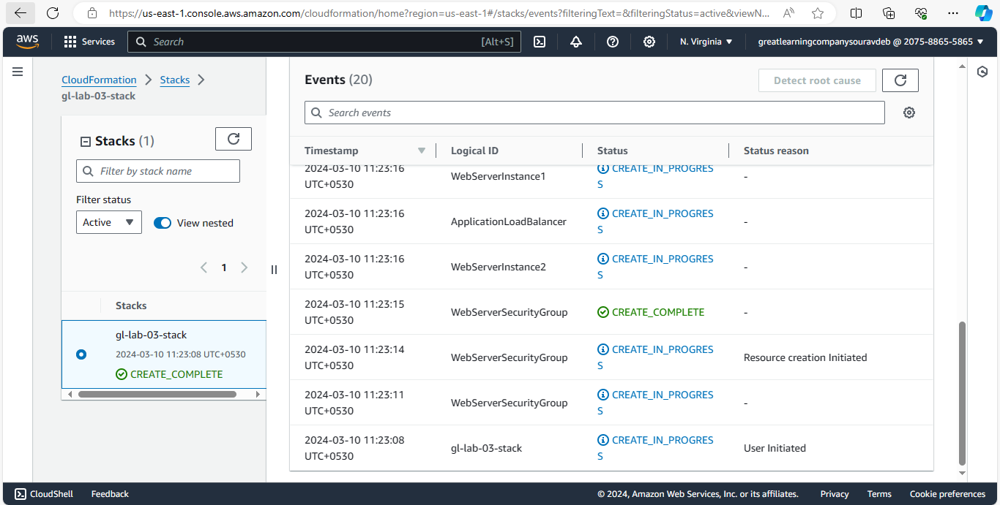 https://us-east-1.console.aws.amazon.com/cloudformation/home?region=us-east-1#/stacks/events?filteringText=&filteringStatus=active&viewN...
aws
Services
Search
[Alt+S]
N. Virginia
greatlearningcompanysouravdeb @ 2075-8865-5865
CloudFormation
Stacks
gl-lab-03-stack
Stacks (1)
Filter by stack name
Filter status
Active
View nested
1
Stacks
gl-lab-03-stack
2024-03-10 11:23:08 UTC+0530
CREATE_COMPLETE
Events (20)
Detect root cause
Search events
Timestamp
Logical ID
Status
Status reason
2024-03-10 11:23:16
UTC+0530
WebServerInstance1
CREATE_IN_PROGRES
S
-
2024-03-10 11:23:16
UTC+0530
ApplicationLoadBalancer
CREATE_IN_PROGRES
S
-
2024-03-10 11:23:16
UTC+0530
WebServerInstance2
CREATE_IN_PROGRES
S
-
2024-03-10 11:23:15
UTC+0530
WebServerSecurityGroup
CREATE_COMPLETE
-
2024-03-10 11:23:14
UTC+0530
WebServerSecurityGroup
CREATE_IN_PROGRES
S
Resource creation Initiated
2024-03-10 11:23:11
UTC+0530
WebServerSecurityGroup
CREATE_IN_PROGRES
S
-
2024-03-10 11:23:08
UTC+0530
gl-lab-03-stack
CREATE_IN_PROGRES
S
User Initiated
CloudShell
Feedback
© 2024, Amazon Web Services, Inc. or its affiliates.
Privacy
Terms
Cookie preferences